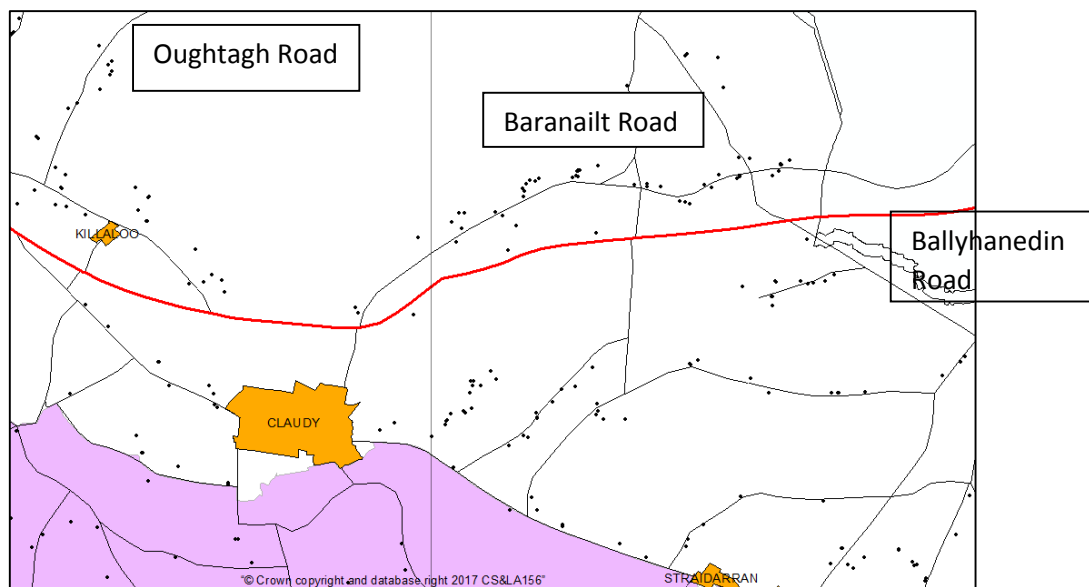 Oughtagh Road
Baranailt Road
KILLALOO
Ballyhanedin
Road
CLAUDY
"© Crown copyright and database right 2017 CS&LA156"
STRAIDARRAN